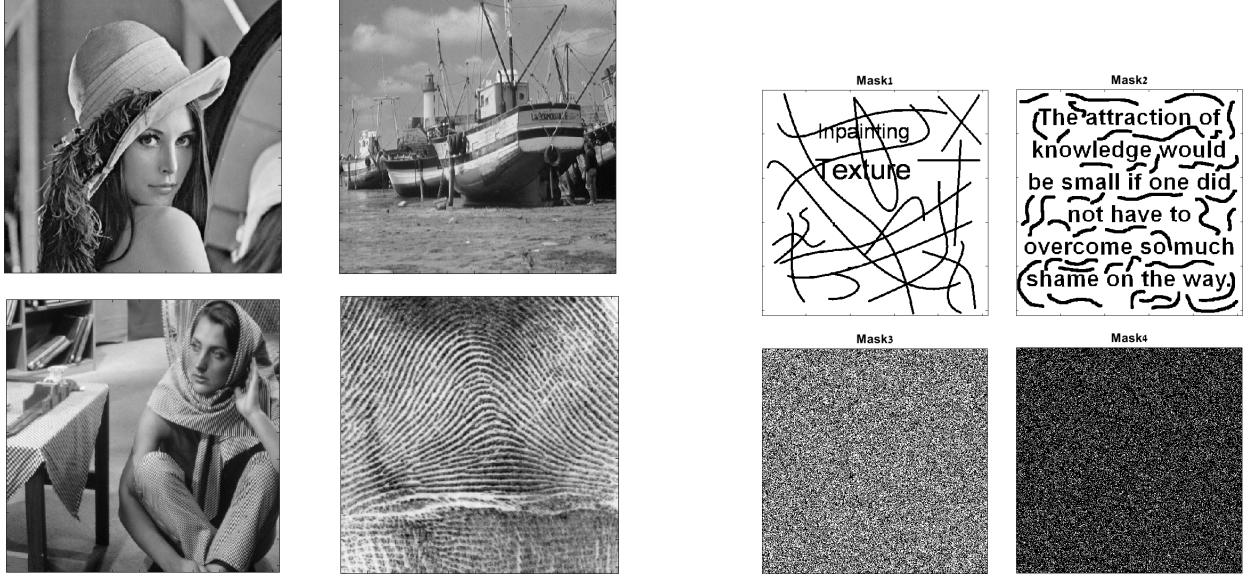 Mask1
Inpainting
Texture
Mask2
The attraction of
knowledge would
be small if one did
not have to
overcome so much
shame on the way.
Mask3
Mask4